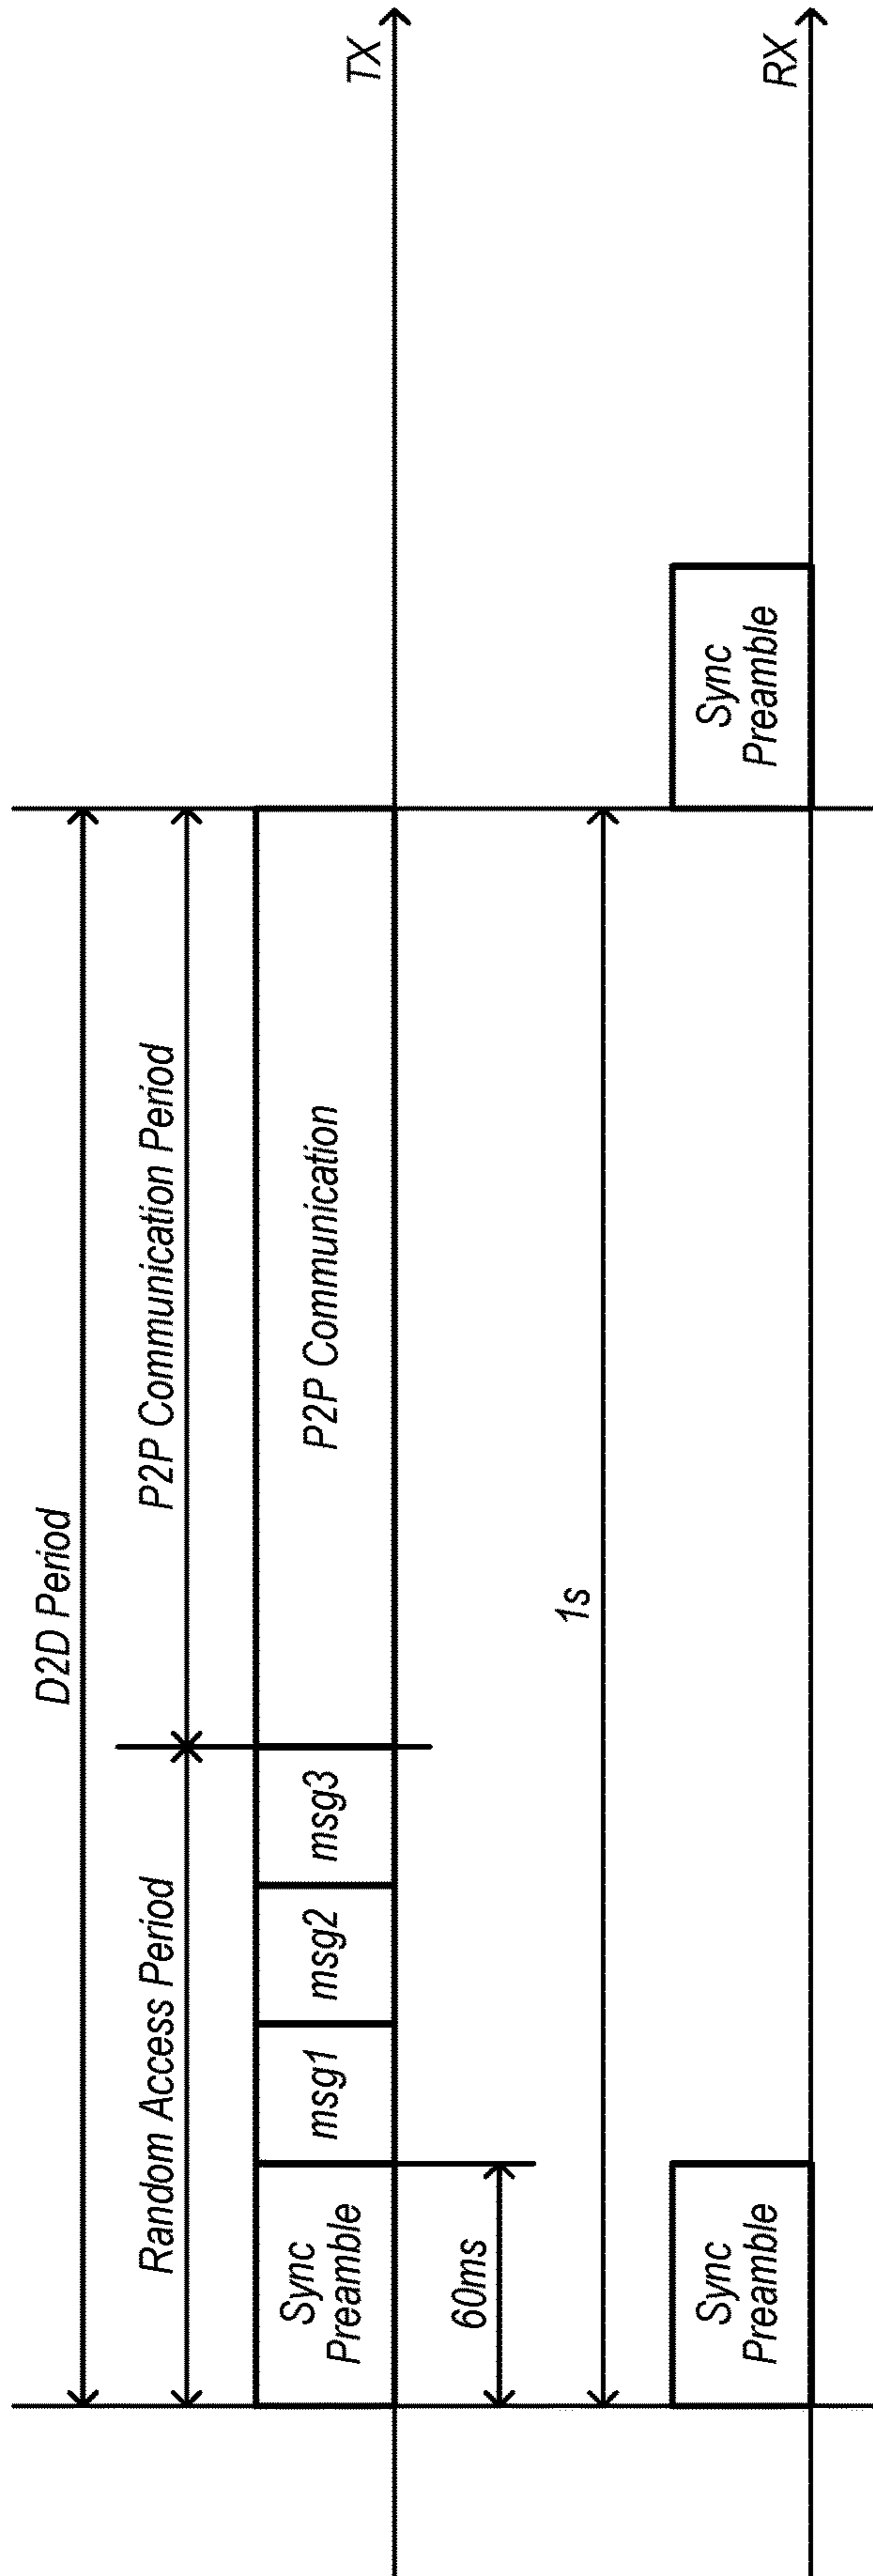 D2D Period
Random Access Period
P2P Communication Period
Sync
Preamble
msg1
msg2
msg3
P2P Communication
TX
60ms
1s
Sync
Preamble
Sync
Preamble
RX